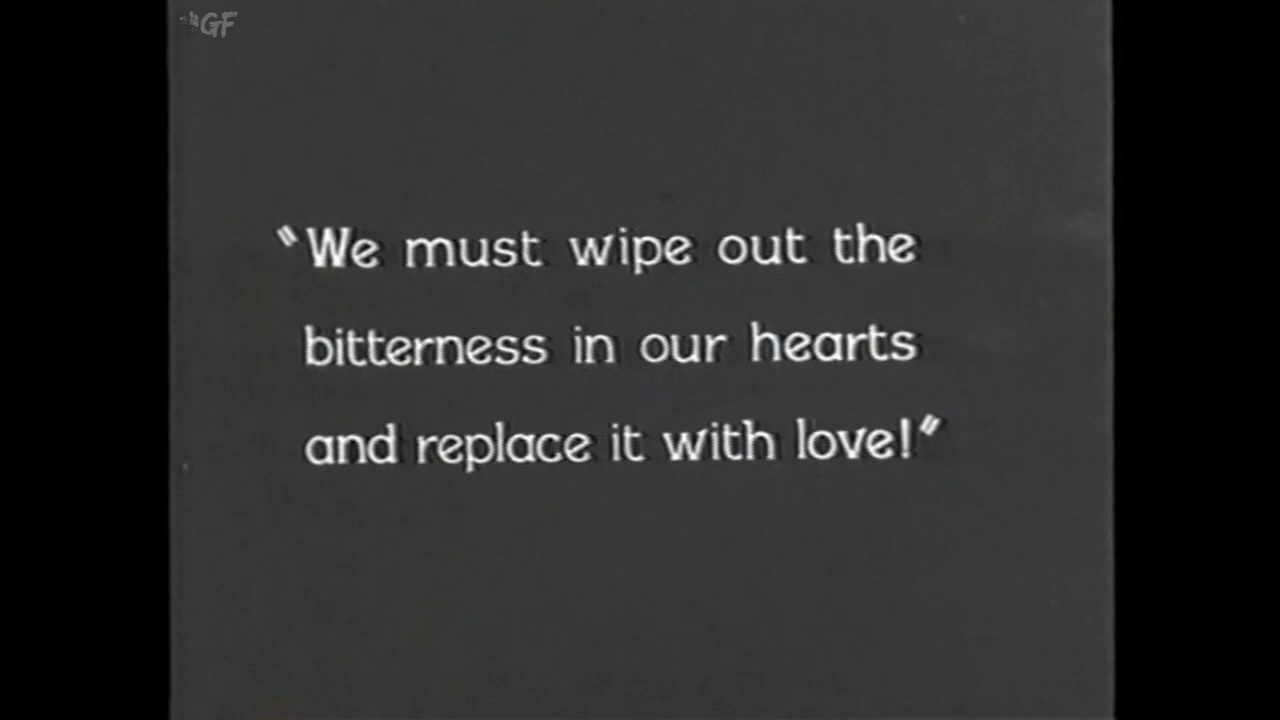 GF
"We must wipe out the
bitterness in our hearts
and replace it with love!"